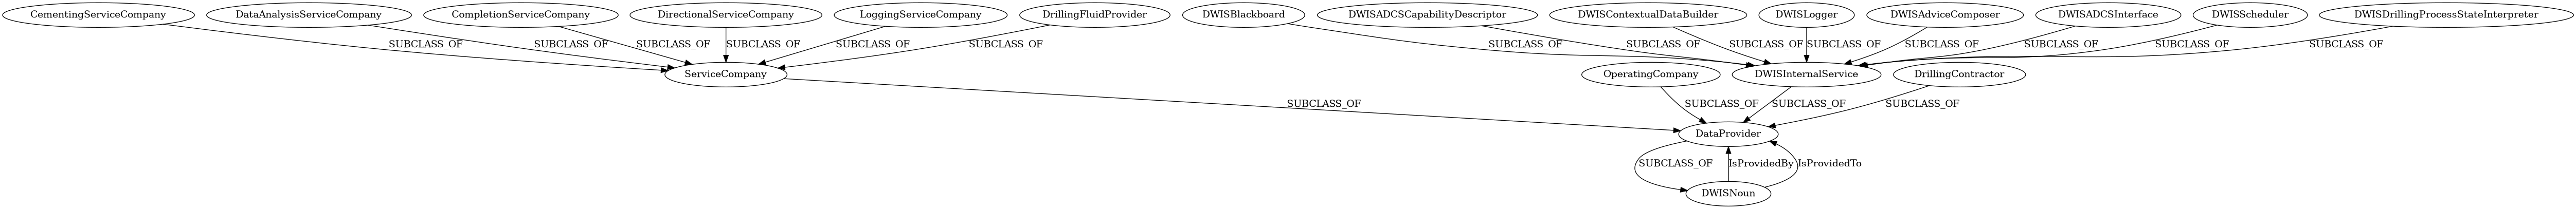 CementingServiceCompany
DataAnalysisServiceCompany
CompletionServiceCompany
DirectionalServiceCompany
LoggingServiceCompany
DrillingFluidProvider
DWISBlackboard
DWISADCSCapabilityDescriptor
DWISContextualDataBuilder
DWISLogger
DWISAdviceComposer
DWISADCSInterface
DWISScheduler
DWISDrillingProcessStateInterpreter
SUBCLASS_OF
SUBCLASS_OF
SUBCLASS_OF
SUBCLASS_OF
SUBCLASS_OF
SUBCLASS_OF
SUBCLASS_OF
SUBCLASS_OF
SUBCLASS_OF
SUBCLASS_OF
SUBCLASS_OF
SUBCLASS_OF
SUBCLASS_OF
SUBCLASS_OF
ServiceCompany
OperatingCompany
DWISInternalService
DrillingContractor
SUBCLASS_OF
SUBCLASS_OF
SUBCLASS_OF
SUBCLASS_OF
DataProvider
SUBCLASS_OF
IsProvidedBy
IsProvidedTo
DWISNoun